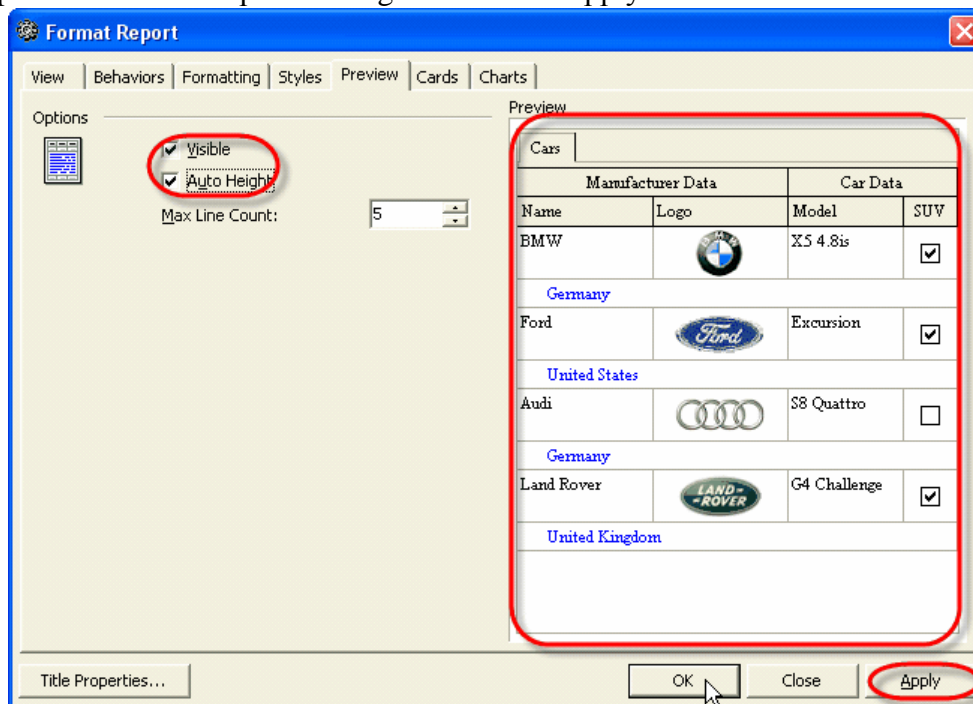 Format Report
View Behaviors Formatting Styles Preview Cards Charts
Options
Visible
Auto Height
Max Line Count: 5
Preview
Cars
Manufacturer Data Car Data
Name Logo Model SUV
BMW BMW X5 4.8is
Germany
Ford Ford Excursion
United States
Audi S8 Quattro
Germany
Land Rover LAND-ROVER G4 Challenge
United Kingdom
Title Properties... OK Close Apply